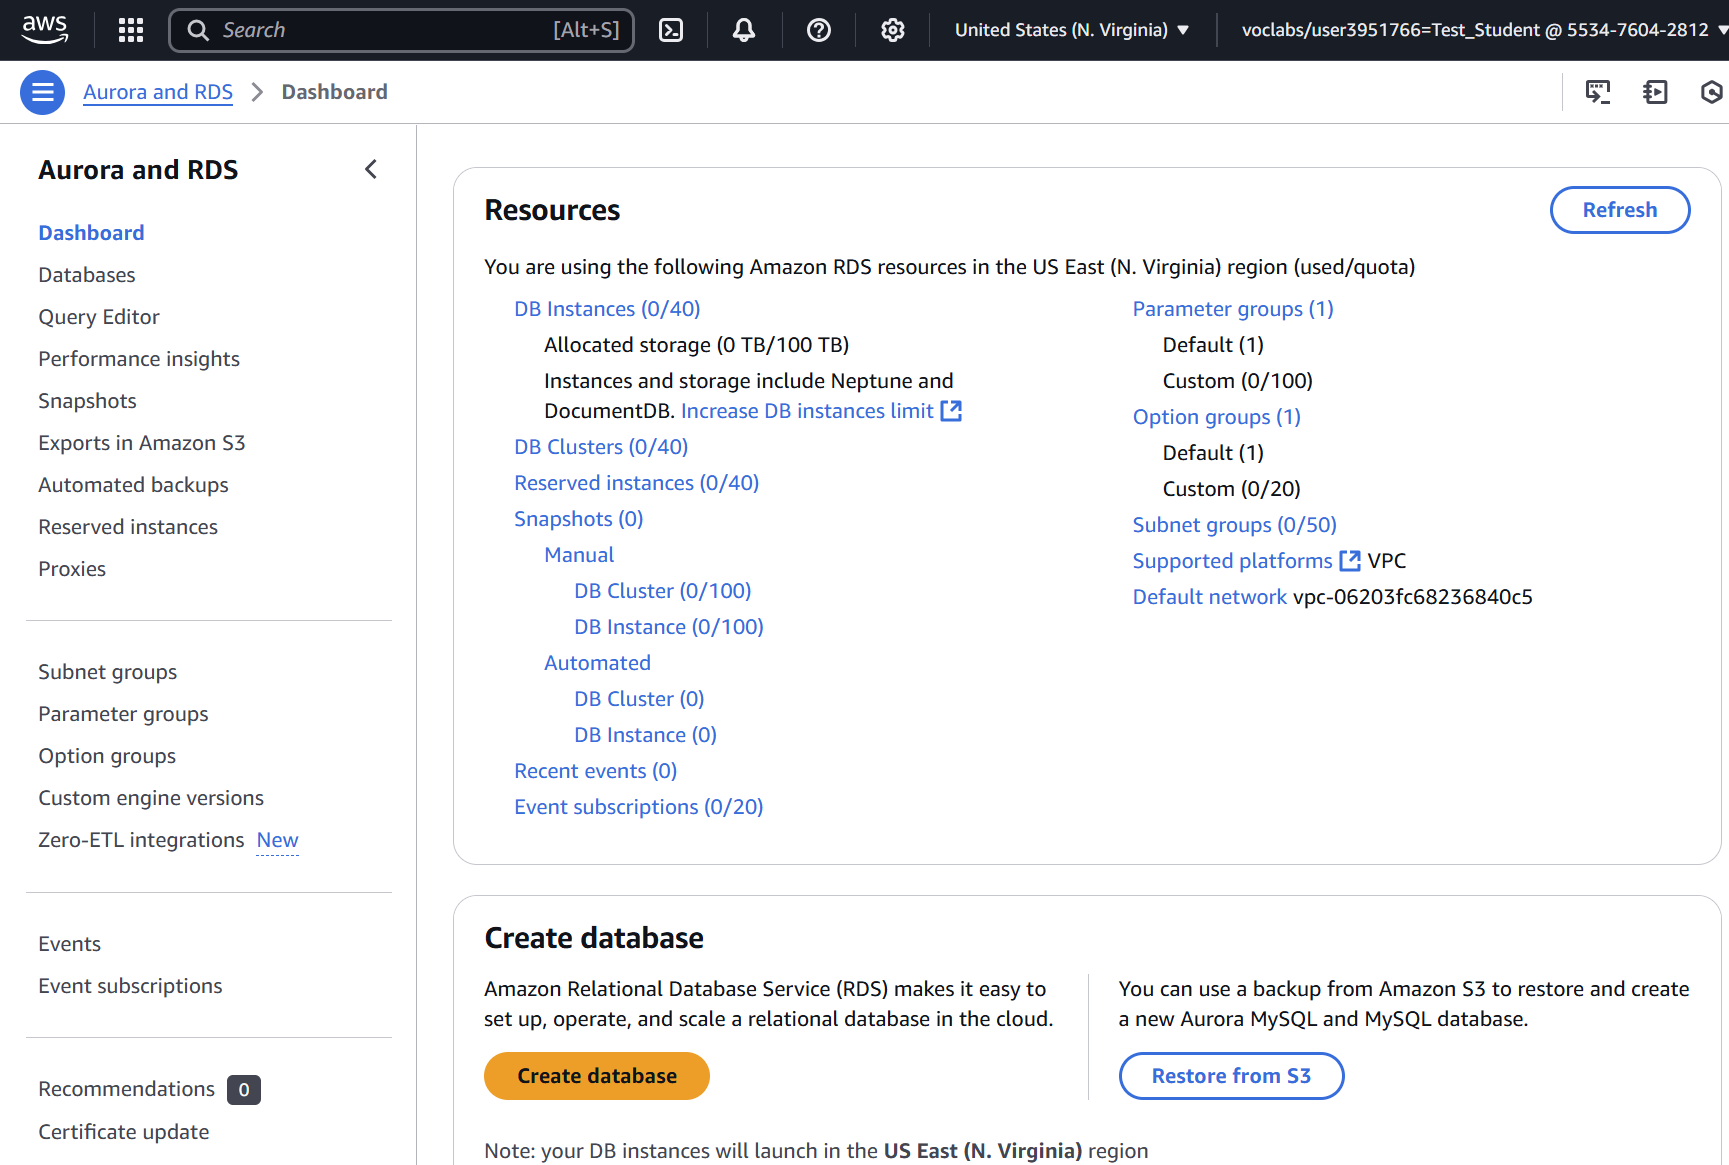 aws
Search [Alt+S]
United States (N. Virginia)
voclabs/user3951766=Test_Student @ 5534-7604-2812
Aurora and RDS
Dashboard
Aurora and RDS
Dashboard
Databases
Query Editor
Performance insights
Snapshots
Exports in Amazon S3
Automated backups
Reserved instances
Proxies
Subnet groups
Parameter groups
Option groups
Custom engine versions
Zero-ETL integrations New
Events
Event subscriptions
Recommendations 0
Certificate update
Resources
Refresh
You are using the following Amazon RDS resources in the US East (N. Virginia) region (used/quota)
DB Instances (0/40)
Allocated storage (0 TB/100 TB)
Instances and storage include Neptune and
DocumentDB. Increase DB instances limit
DB Clusters (0/40)
Reserved instances (0/40)
Snapshots (0)
Manual
DB Cluster (0/100)
DB Instance (0/100)
Automated
DB Cluster (0)
DB Instance (0)
Recent events (0)
Event subscriptions (0/20)
Parameter groups (1)
Default (1)
Custom (0/100)
Option groups (1)
Default (1)
Custom (0/20)
Subnet groups (0/50)
Supported platforms VPC
Default network vpc-06203fc68236840c5
Create database
Amazon Relational Database Service (RDS) makes it easy to
set up, operate, and scale a relational database in the cloud.
Create database
You can use a backup from Amazon S3 to restore and create
a new Aurora MySQL and MySQL database.
Restore from S3
Note: your DB instances will launch in the US East (N. Virginia) region